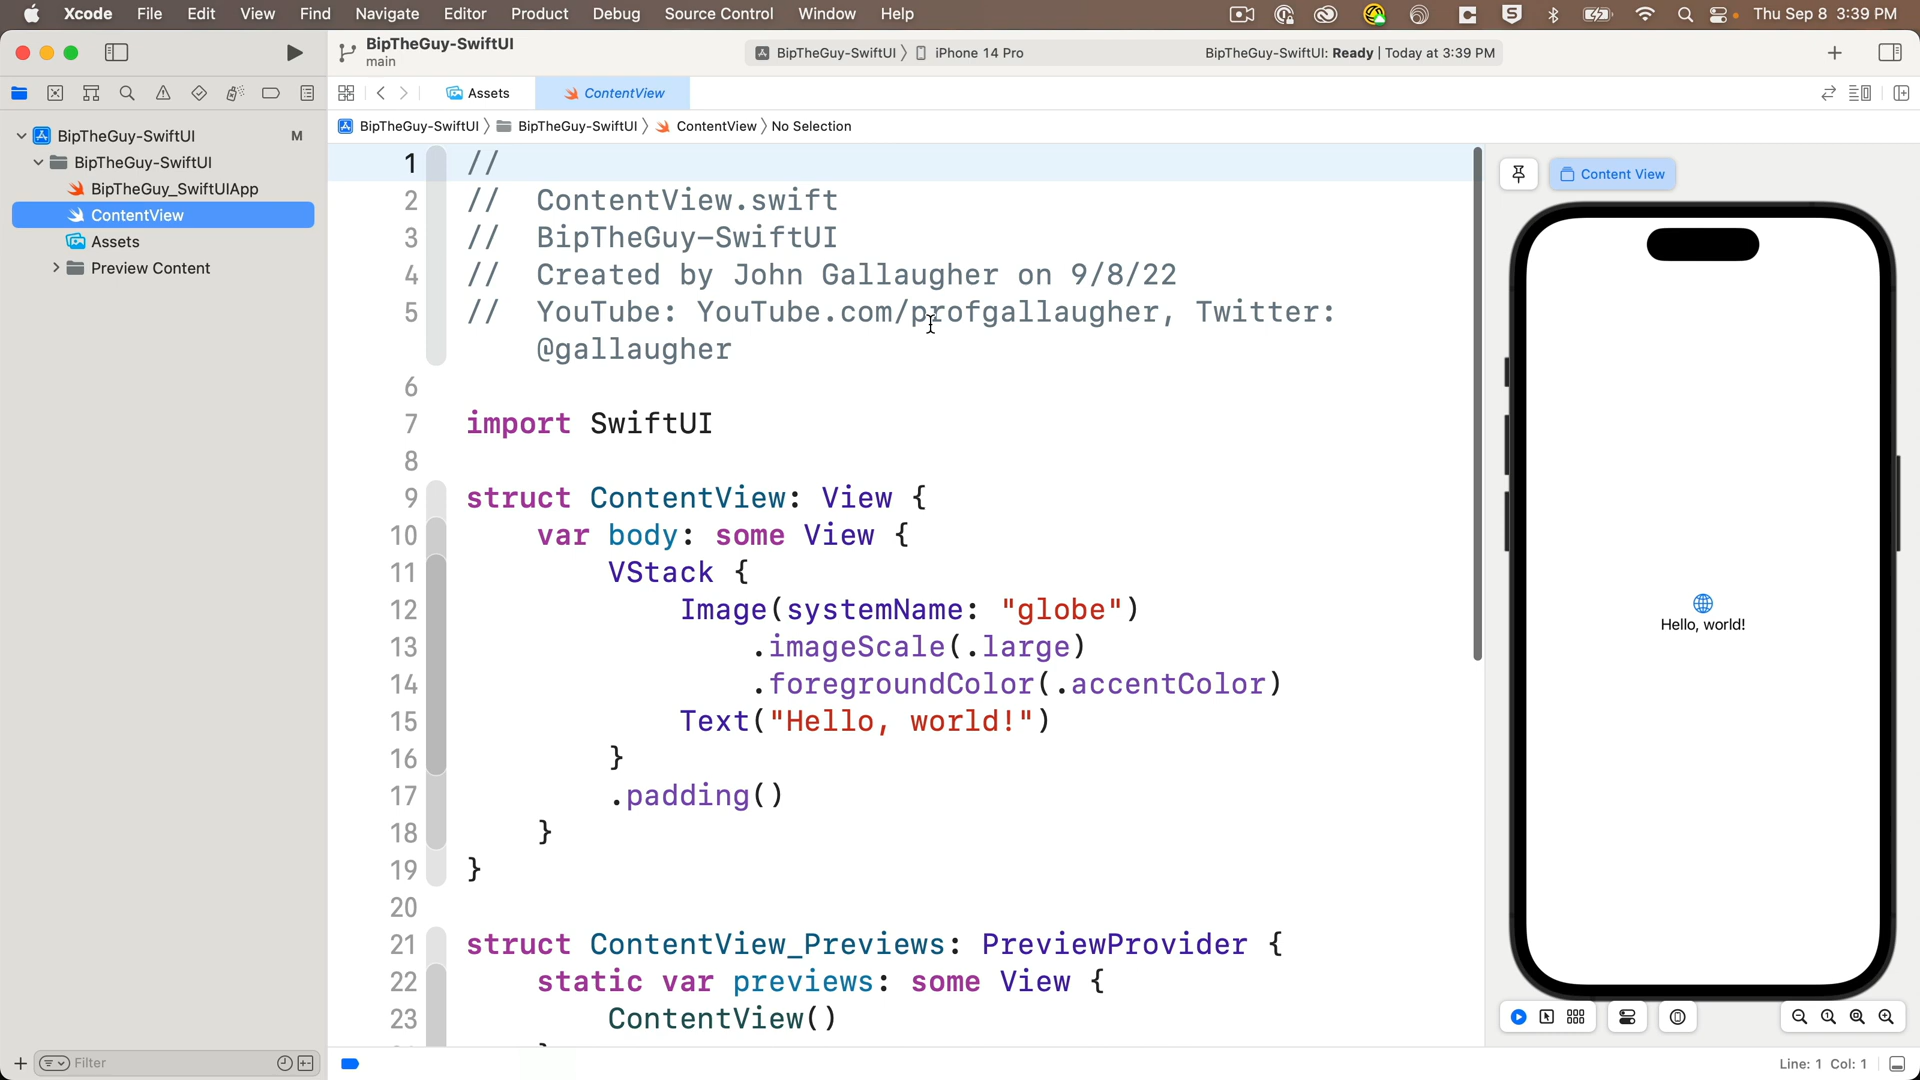 Xcode File Edit View Find Navigate Editor Product Debug Source Control Window Help Thu Sep 8 3:39 PM
BipTheGuy-SwiftUI
main
BipTheGuy-SwiftUI iPhone 14 Pro BipTheGuy-SwiftUI: Ready | Today at 3:39 PM
Assets ContentView
BipTheGuy-SwiftUI BipTheGuy-SwiftUI ContentView No Selection
BipTheGuy-SwiftUI M
BipTheGuy-SwiftUI
BipTheGuy_SwiftUIApp
ContentView
Assets
Preview Content
1 //
2 // ContentView.swift
3 // BipTheGuy-SwiftUI
4 // Created by John Gallaugher on 9/8/22
5 // YouTube: YouTube.com/profgallaugher, Twitter:
@gallaugher
6
7 import SwiftUI
8
9 struct ContentView: View {
10 var body: some View {
11 VStack {
12 Image(systemName: "globe")
13 .imageScale(.large)
14 .foregroundColor(.accentColor)
15 Text("Hello, world!")
16 }
17 .padding()
18 }
19 }
20
21 struct ContentView_Previews: PreviewProvider {
22 static var previews: some View {
23 ContentView()
Content View
Hello, world!
Filter
Line: 1 Col: 1